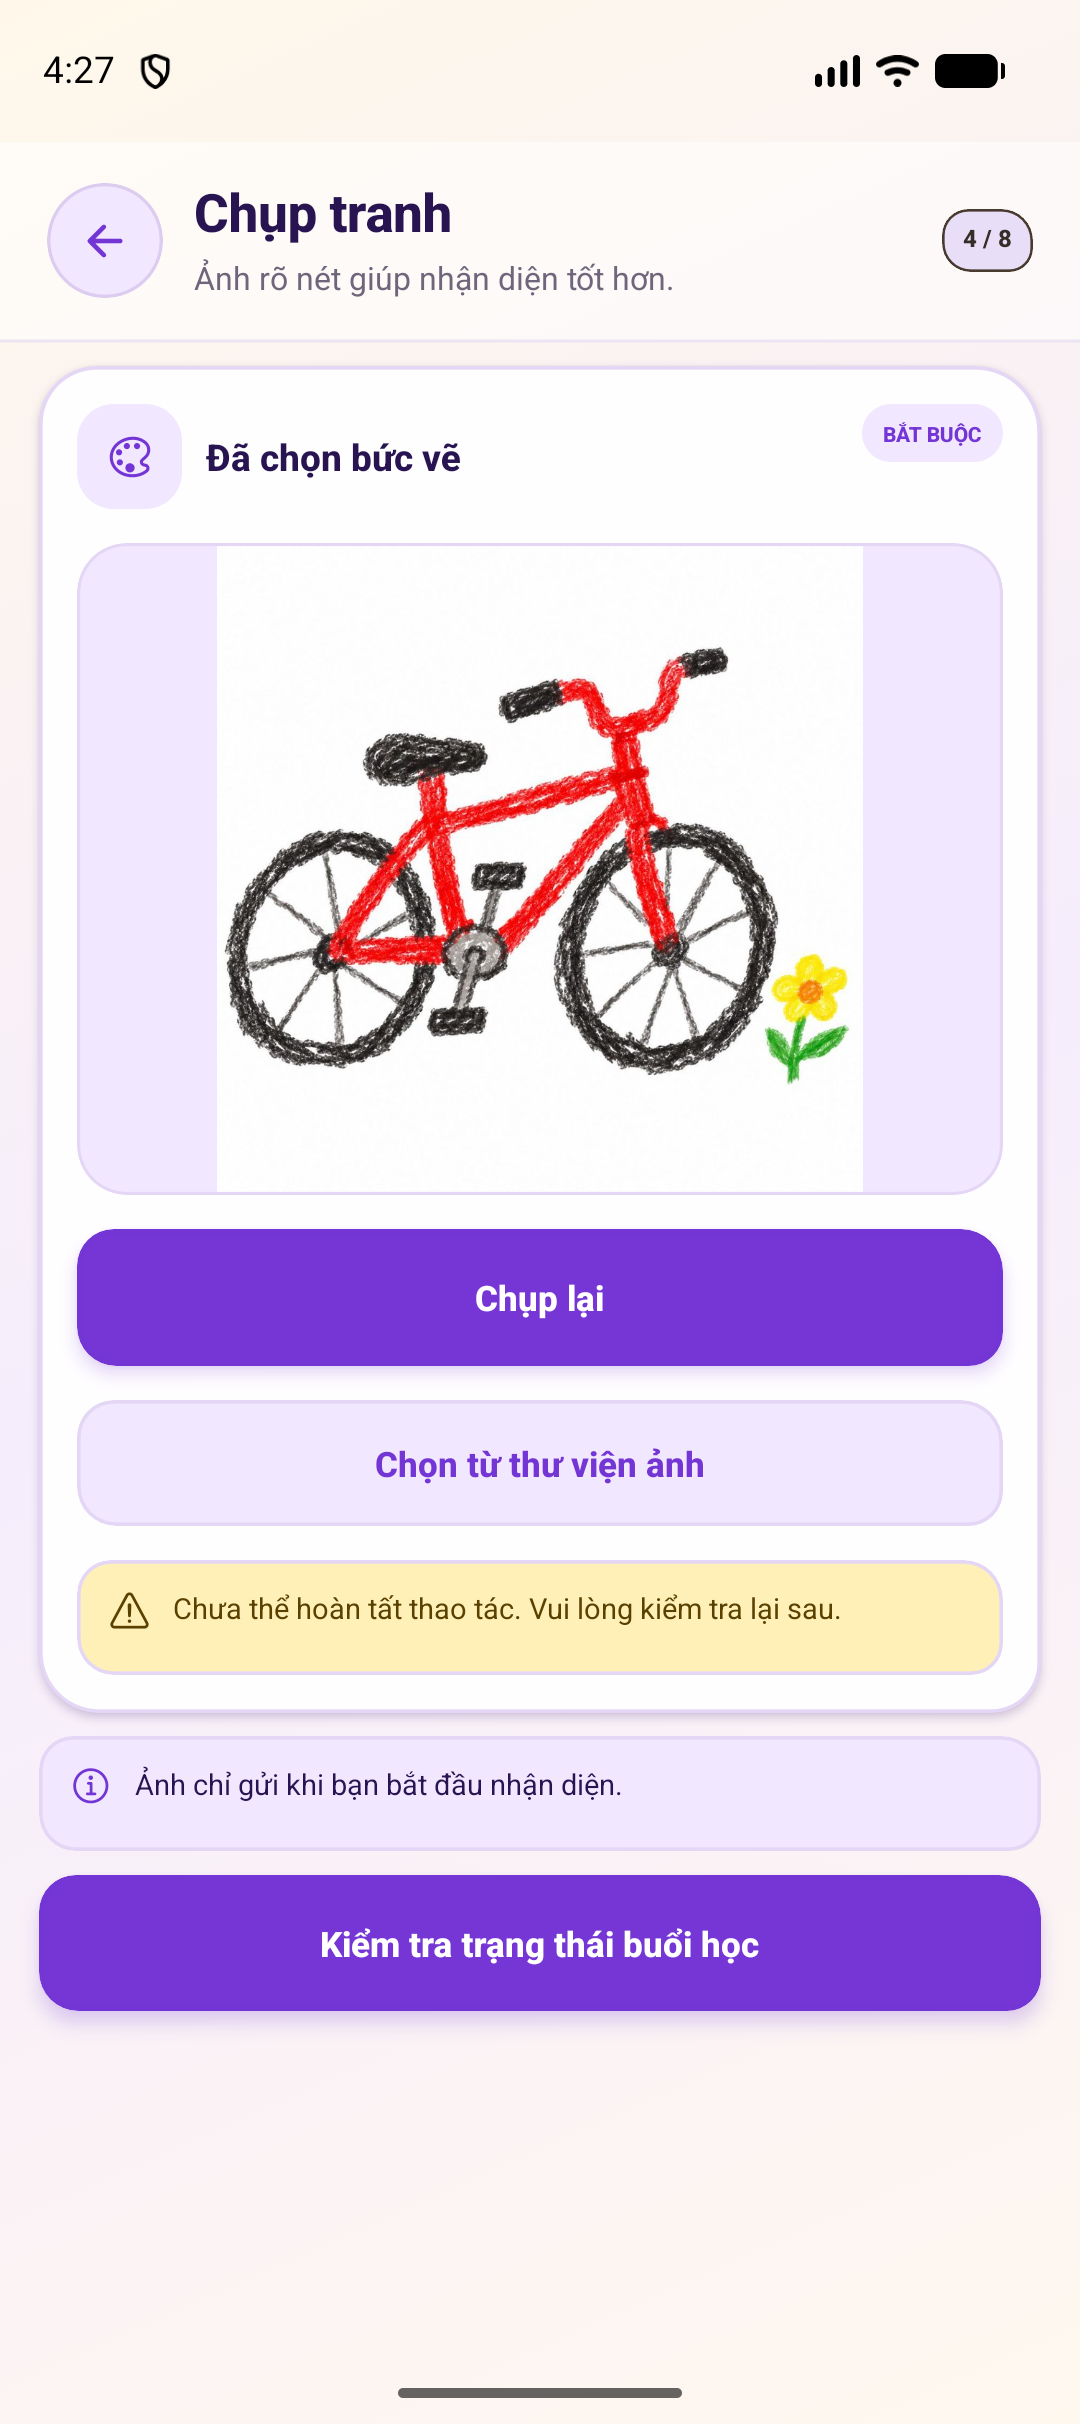 4:27
Chụp tranh
Ảnh rõ nét giúp nhận diện tốt hơn.
4 / 8
Đã chọn bức vẽ
BẮT BUỘC
Chụp lại
Chọn từ thư viện ảnh
Chưa thể hoàn tất thao tác. Vui lòng kiểm tra lại sau.
Ảnh chỉ gửi khi bạn bắt đầu nhận diện.
Kiểm tra trạng thái buổi học